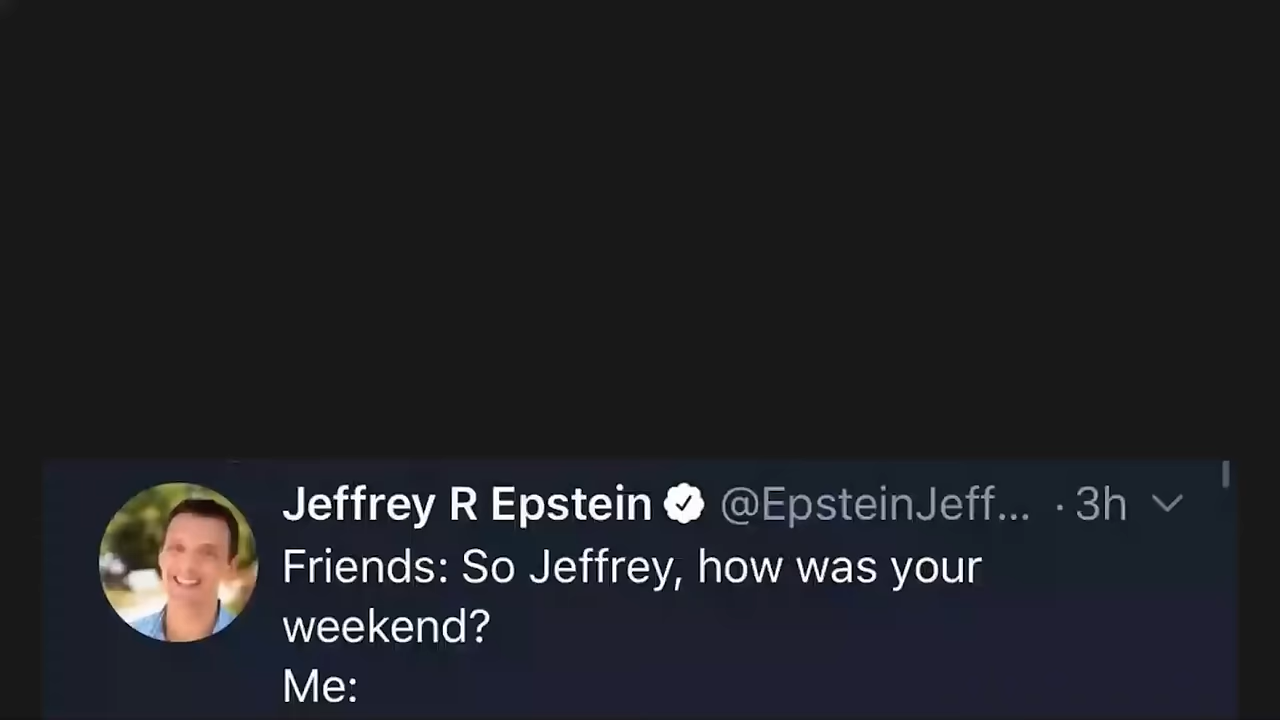 Jeffrey R Epstein @EpsteinJeff... · 3h
Friends: So Jeffrey, how was your
weekend?
Me: